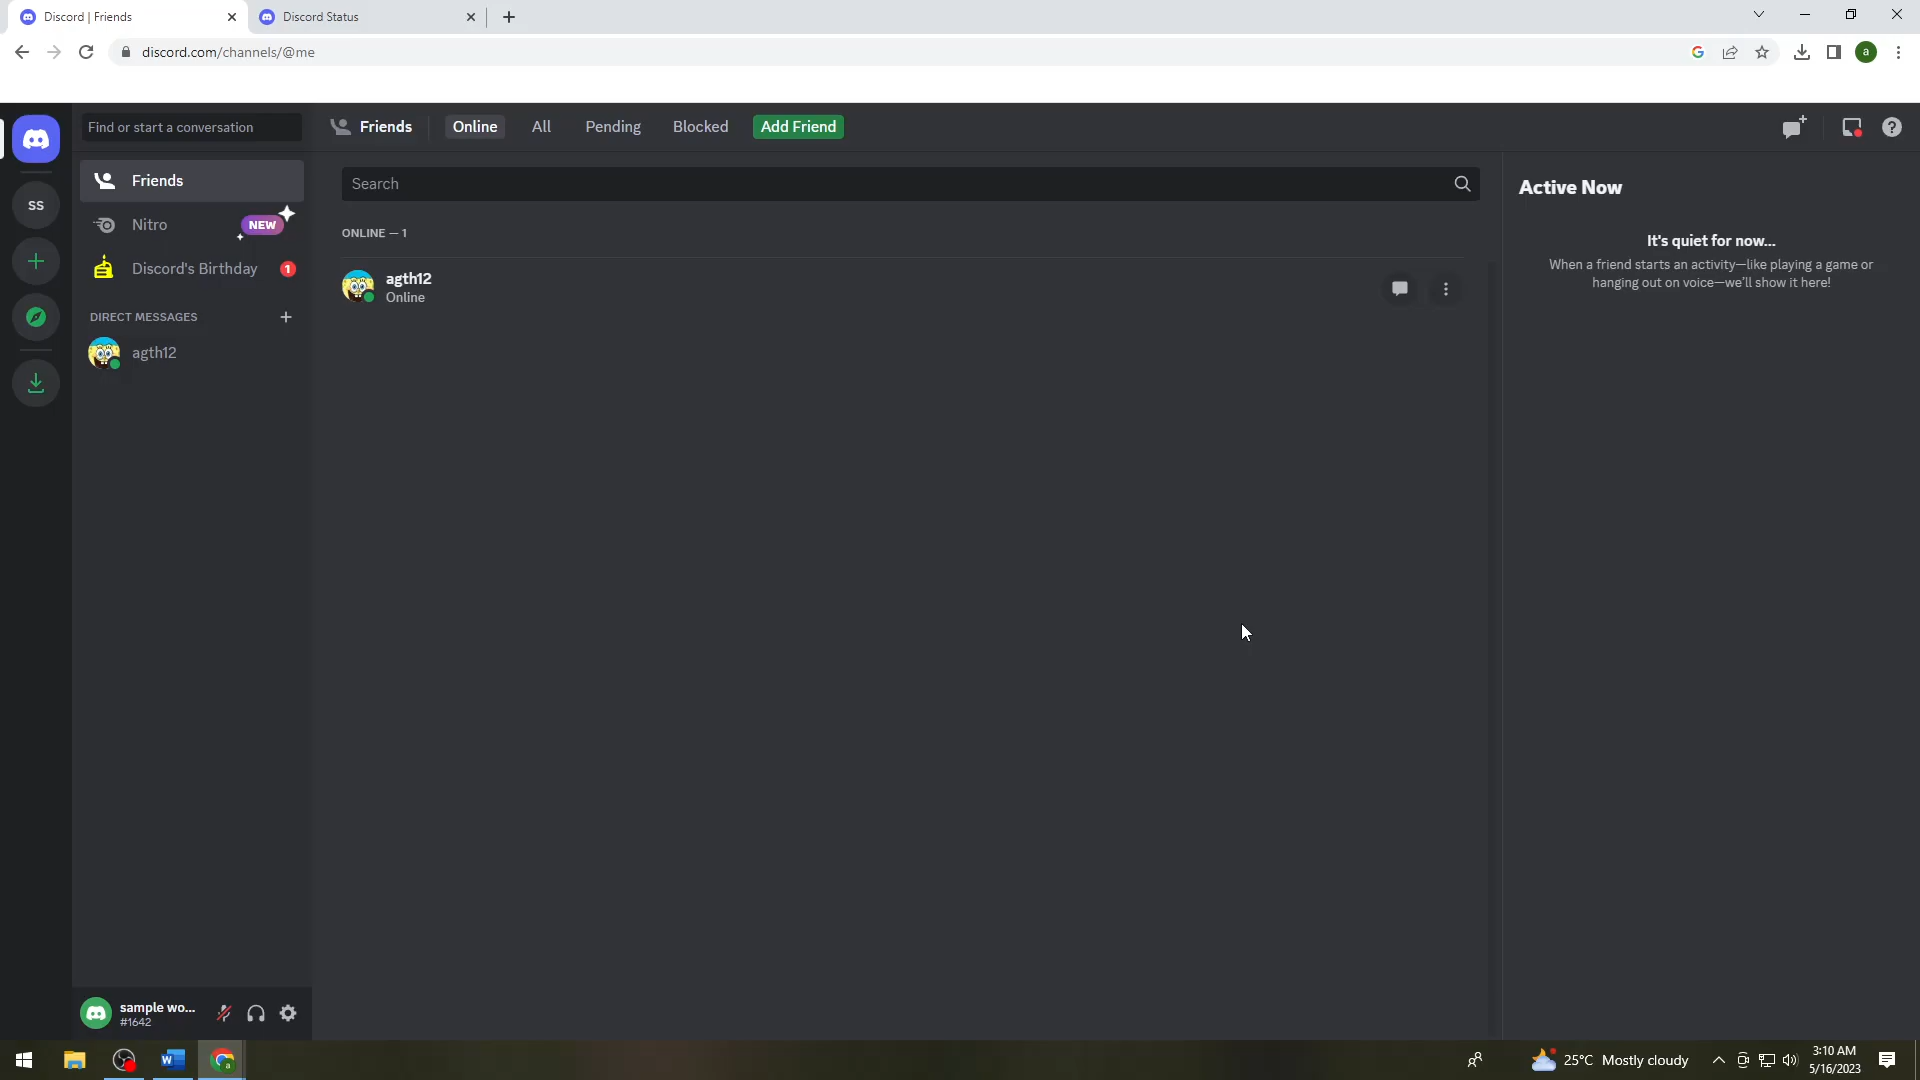 Discord | Friends
Discord Status
discord.com/channels/@me
a
Find or start a conversation
Friends
Online
All
Pending
Blocked
Add Friend
Friends
Nitro
NEW
Discord's Birthday
1
DIRECT MESSAGES
agth12
SS
Search
ONLINE — 1
agth12
Online
Active Now
It's quiet for now...
When a friend starts an activity—like playing a game or
hanging out on voice—we'll show it here!
sample wo...
#1642
25°C Mostly cloudy
3:10 AM
5/16/2023